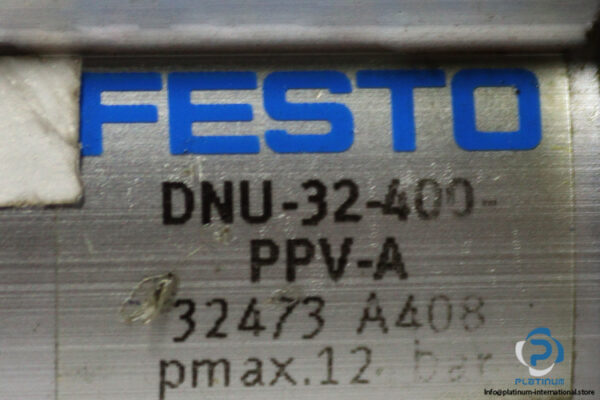 FESTO
DNU-32-400-
PPV-A
32473 A408
pmax.12 bar
PLATINUM
Info@platinum-international.store